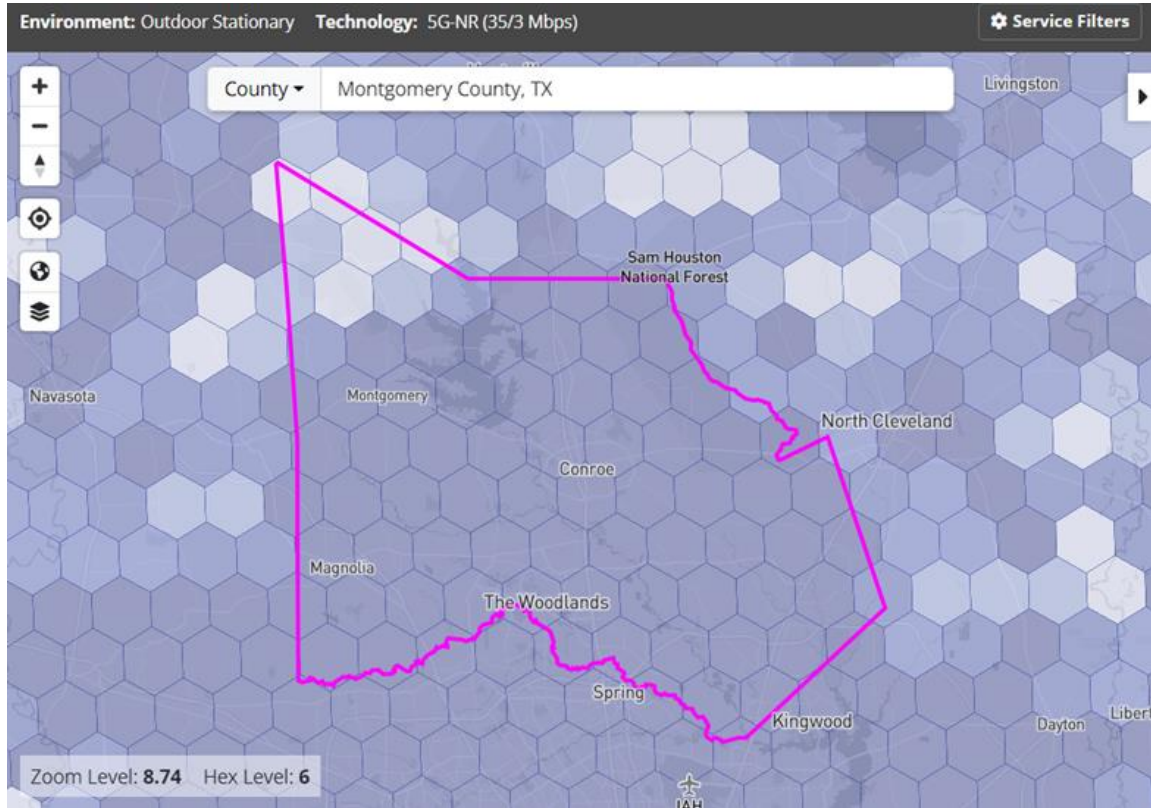 Environment: Outdoor Stationary Technology: 5G-NR (35/3 Mbps)
Service Filters
County
Montgomery County, TX
Livingston
Sam Houston
National Forest
Navasota
Montgomery
North Cleveland
Conroe
Magnolia
The Woodlands
Spring
Kingwood
Dayton
Libert
Zoom Level: 8.74 Hex Level: 6
IAH